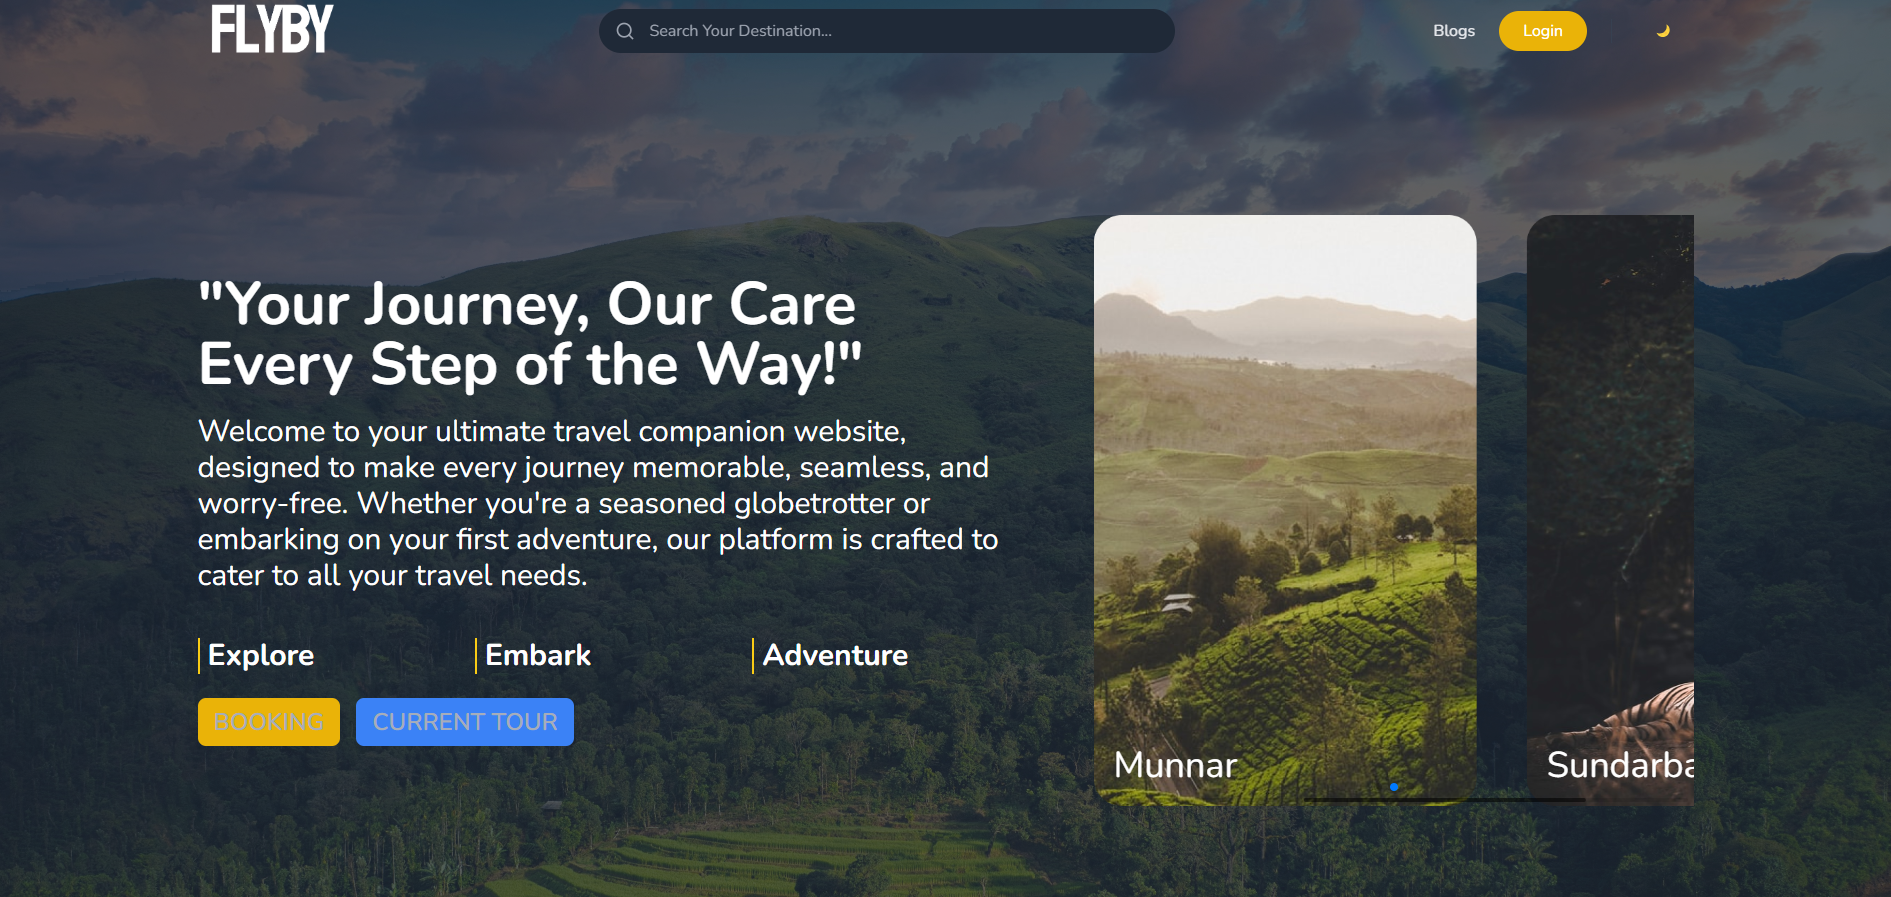 FLYBY
Search Your Destination...
Blogs
Login
"Your Journey, Our Care
Every Step of the Way!"
Welcome to your ultimate travel companion website,
designed to make every journey memorable, seamless, and
worry-free. Whether you're a seasoned globetrotter or
embarking on your first adventure, our platform is crafted to
cater to all your travel needs.
Explore
Embark
Adventure
BOOKING
CURRENT TOUR
Munnar
Sundarba